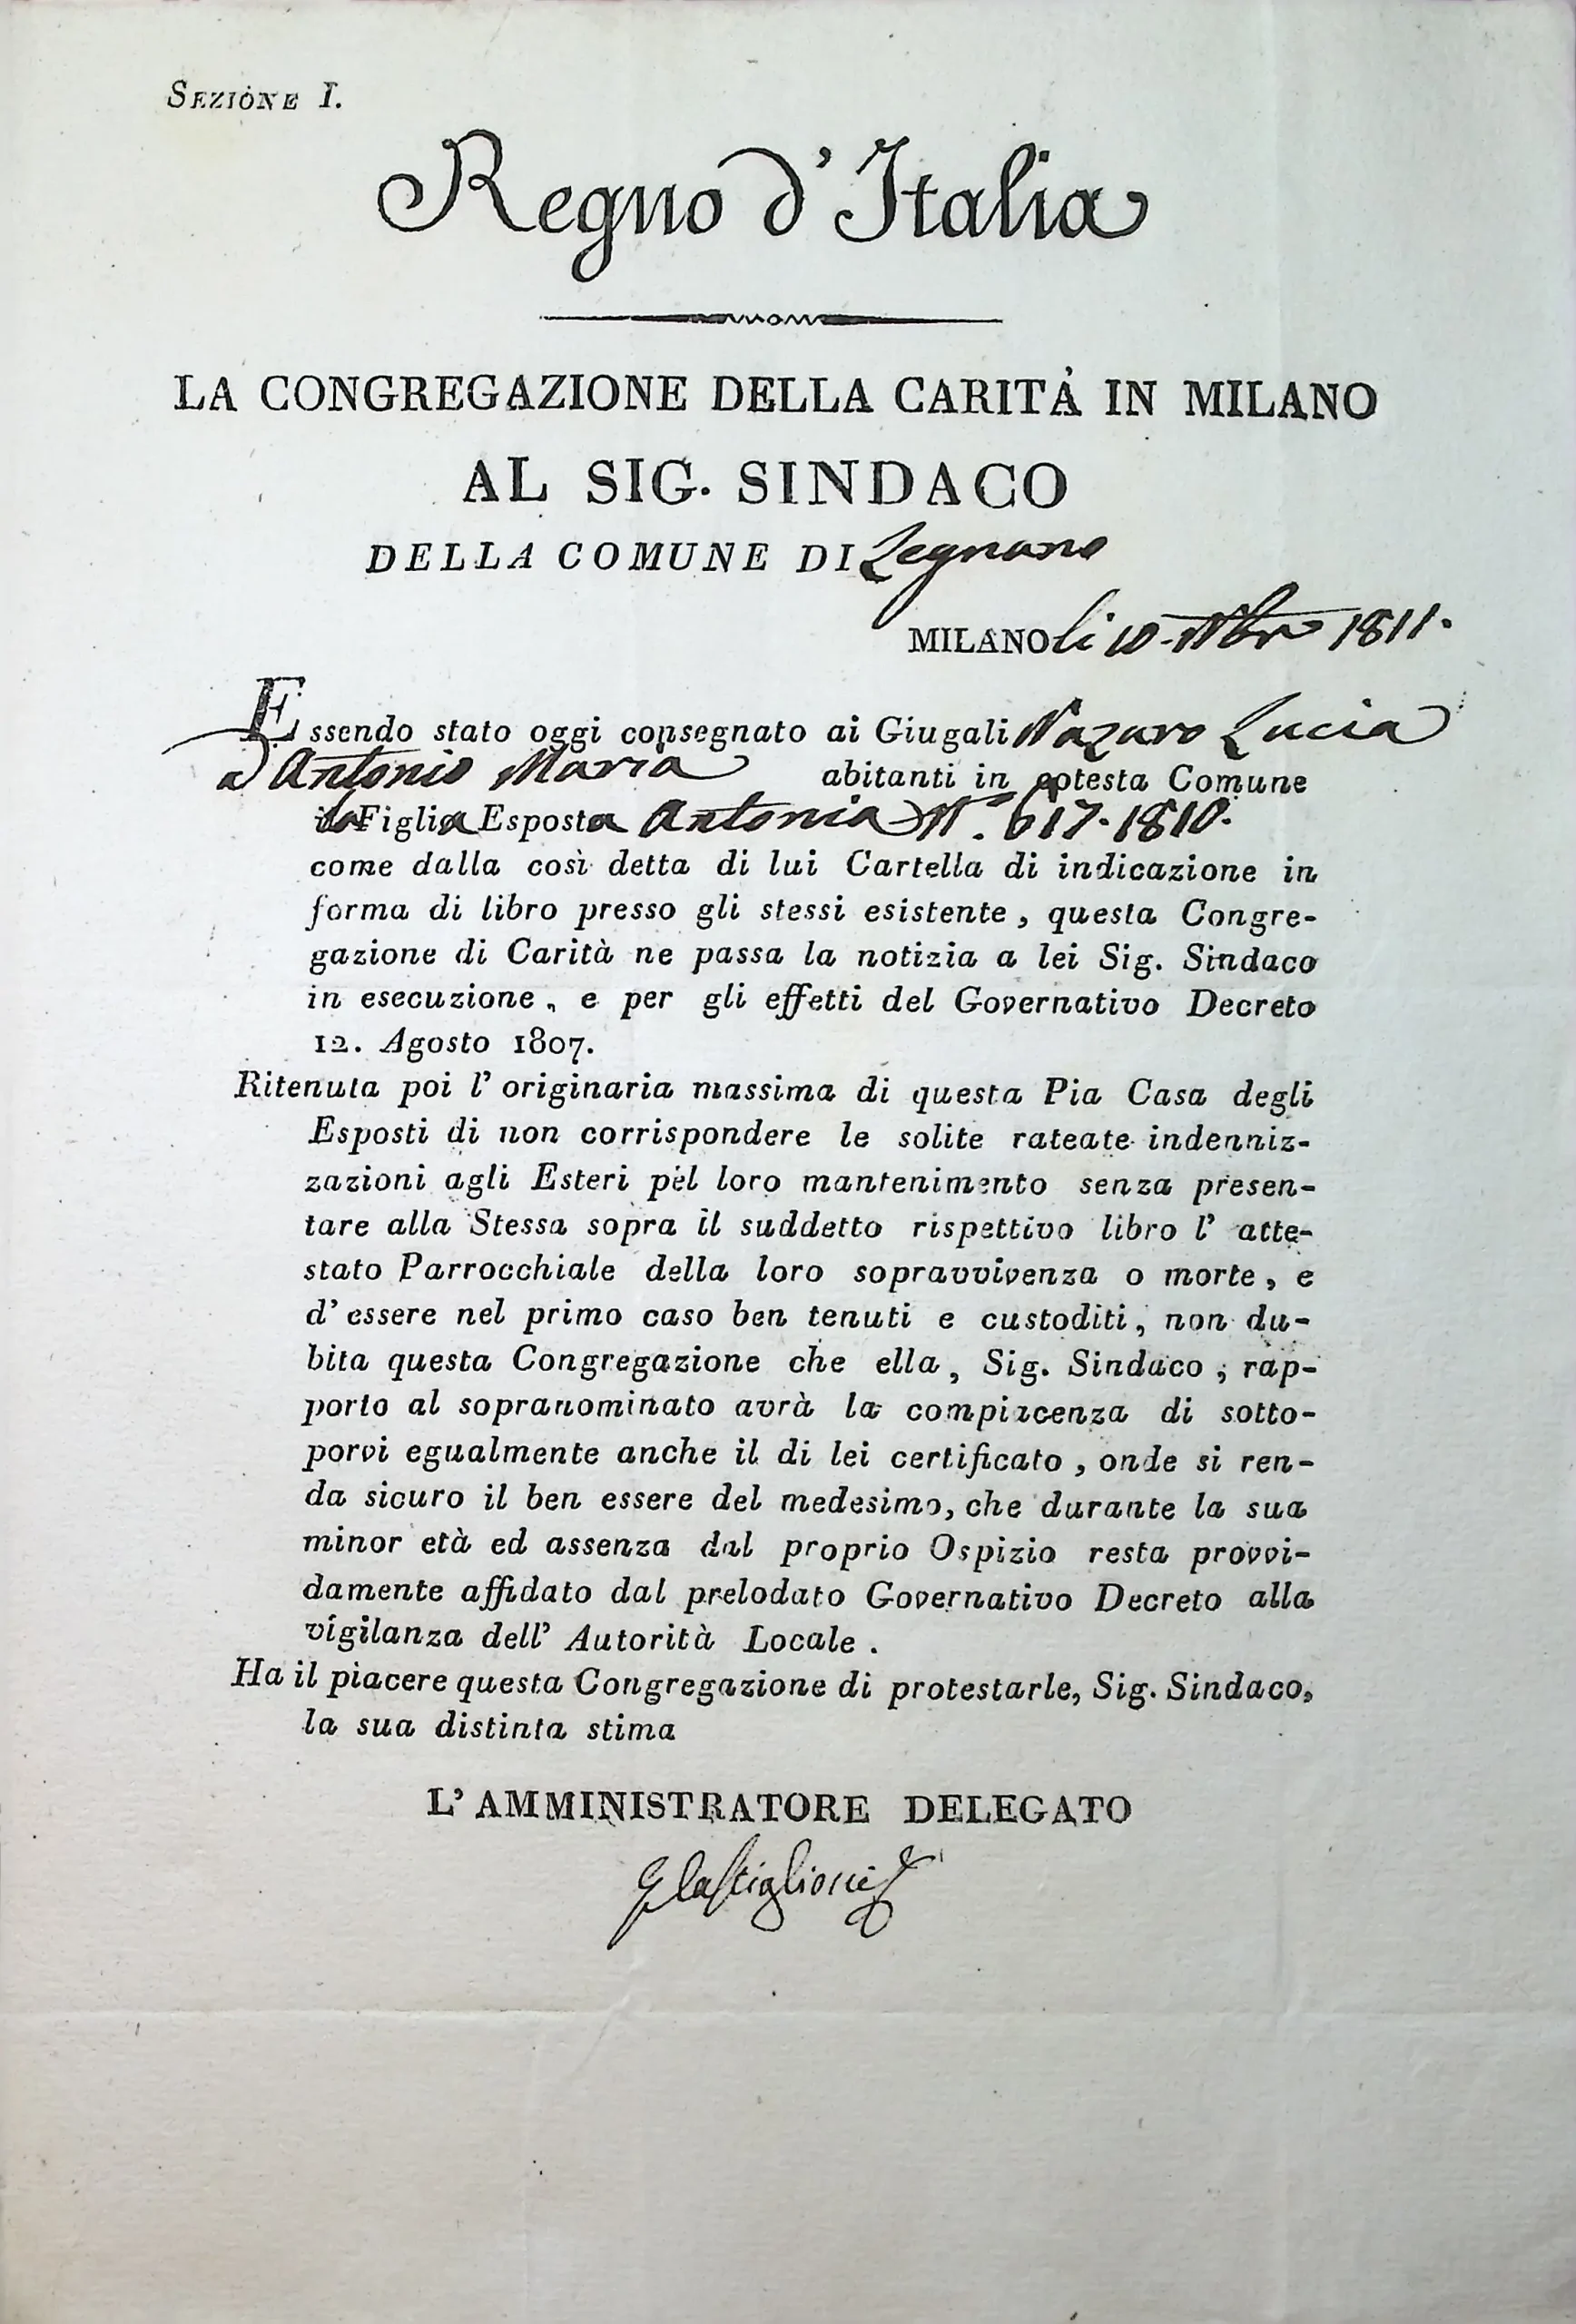 SEZIONE I.
Regno d'Italia
LA CONGREGAZIONE DELLA CARITÀ IN MILANO
AL SIG. SINDACO
DELLA COMUNE DI Legnano
MILANO li 10 1811.
Essendo stato oggi consegnato ai Giugali Nazaro Lucia
Antonio Maria abitanti in cotesta Comune
la Figlia Esposta Antonia N.° 617. 1810.
come dalla così detta di lui Cartella di indicazione in
forma di libro presso gli stessi esistente, questa Congre-
gazione di Carità ne passa la notizia a lei Sig. Sindaco
in esecuzione, e per gli effetti del Governativo Decreto
12. Agosto 1807.
Ritenuta poi l'originaria massima di questa Pia Casa degli
Esposti di non corrispondere le solite rateate indenniz-
zazioni agli Esteri pel loro mantenimento senza presen-
tare alla Stessa sopra il suddetto rispettivo libro l'atte-
stato Parrocchiale della loro sopravvivenza o morte, e
d'essere nel primo caso ben tenuti e custoditi, non du-
bita questa Congregazione che ella, Sig. Sindaco, rap-
porto al sopranominato avrà la compiacenza di sotto-
porvi egualmente anche il di lei certificato, onde si ren-
da sicuro il ben essere del medesimo, che durante la sua
minor età ed assenza dal proprio Ospizio resta provvi-
damente affidato dal prelodato Governativo Decreto alla
vigilanza dell'Autorità Locale.
Ha il piacere questa Congregazione di protestarle, Sig. Sindaco,
la sua distinta stima
L'AMMINISTRATORE DELEGATO
Castiglioni